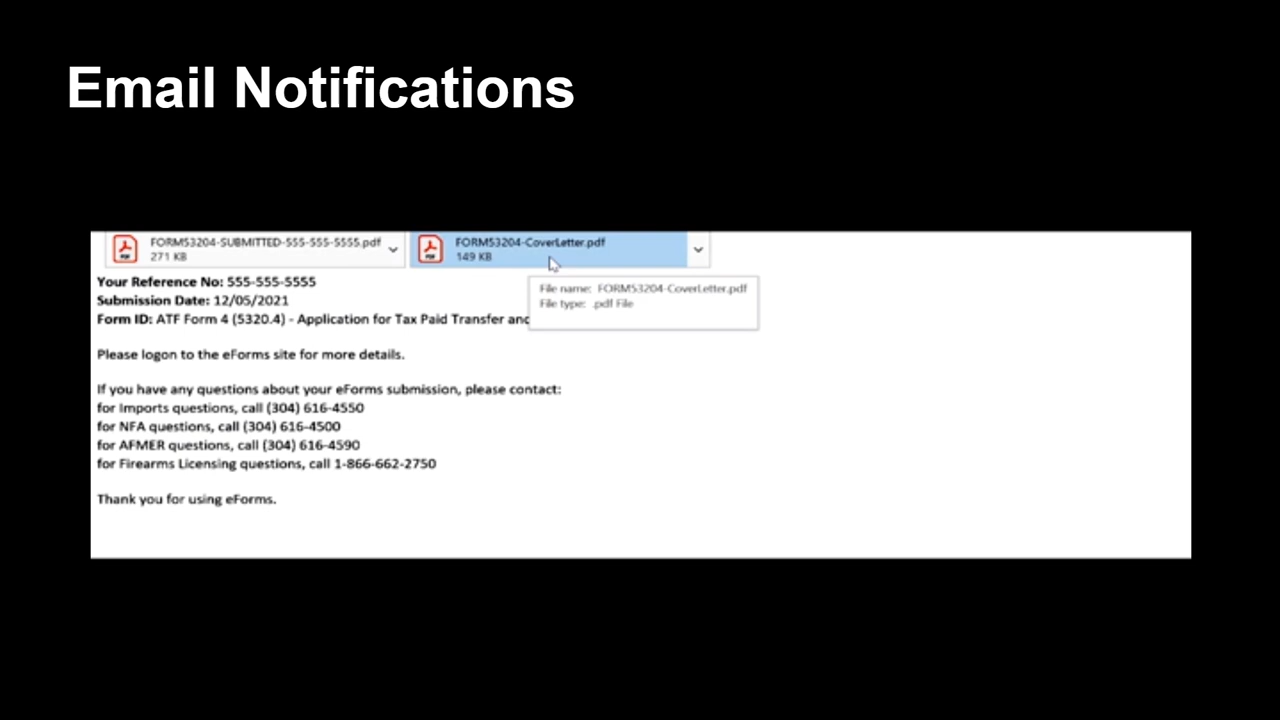 Email Notifications
FORM53204-SUBMITTED-555-555-5555.pdf
271 KB
FORM53204-CoverLetter.pdf
149 KB
Your Reference No: 555-555-5555
Submission Date: 12/05/2021
Form ID: ATF Form 4 (5320.4) - Application for Tax Paid Transfer and
File name: FORM53204-CoverLetter.pdf
File type: .pdf File
Please logon to the eForms site for more details.
If you have any questions about your eForms submission, please contact:
for Imports questions, call (304) 616-4550
for NFA questions, call (304) 616-4500
for AFMER questions, call (304) 616-4590
for Firearms Licensing questions, call 1-866-662-2750
Thank you for using eForms.